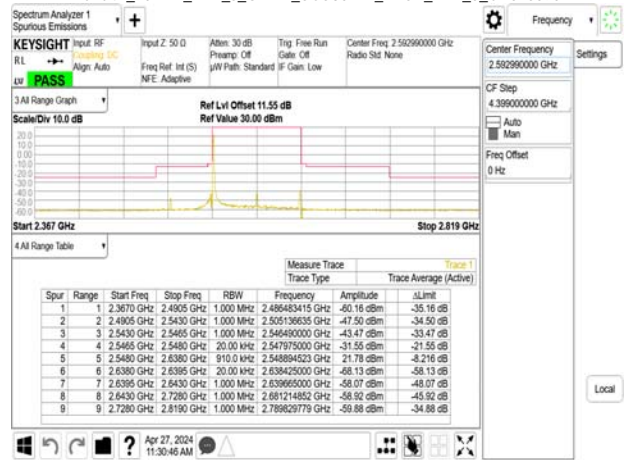 Spectrum Analyzer 1
Spurious Emissions
Frequency
KEYSIGHT
Input: RF
Coupling: DC
Align: Auto
Input Z: 50 Ω
Freq Ref: Int (S)
NFE: Adaptive
Atten: 30 dB
Preamp: Off
µW Path: Standard
Trig: Free Run
Gate: Off
IF Gain: Low
Center Freq: 2.592990000 GHz
Radio Std: None
RL
PASS
Center Frequency
2.592990000 GHz
Settings
CF Step
4.399000000 GHz
Auto
Man
Freq Offset
0 Hz
3 All Range Graph
Ref Lvl Offset 11.55 dB
Scale/Div 10.0 dB
Ref Value 30.00 dBm
20.0
10.0
0.00
-10.0
-20.0
-30.0
-40.0
-50.0
-60.0
Start 2.367 GHz
Stop 2.819 GHz
4 All Range Table
Measure Trace Trace 1
Trace Type Trace Average (Active)
Spur Range Start Freq Stop Freq RBW Frequency Amplitude ΔLimit
1 1 2.3670 GHz 2.4905 GHz 1.000 MHz 2.486483415 GHz -60.16 dBm -35.16 dB
2 2 2.4905 GHz 2.5430 GHz 1.000 MHz 2.505136635 GHz -47.50 dBm -34.50 dB
3 3 2.5430 GHz 2.5465 GHz 1.000 MHz 2.546490000 GHz -43.47 dBm -33.47 dB
4 4 2.5465 GHz 2.5480 GHz 20.00 kHz 2.547975000 GHz -31.55 dBm -21.55 dB
5 5 2.5480 GHz 2.6380 GHz 910.0 kHz 2.548894523 GHz 21.78 dBm -8.216 dB
6 6 2.6380 GHz 2.6395 GHz 20.00 kHz 2.638425000 GHz -68.13 dBm -58.13 dB
7 7 2.6395 GHz 2.6430 GHz 1.000 MHz 2.639665000 GHz -58.07 dBm -48.07 dB
8 8 2.6430 GHz 2.7280 GHz 1.000 MHz 2.681214852 GHz -58.92 dBm -45.92 dB
9 9 2.7280 GHz 2.8190 GHz 1.000 MHz 2.789829779 GHz -59.88 dBm -34.88 dB
Local
Apr 27, 2024
11:30:46 AM